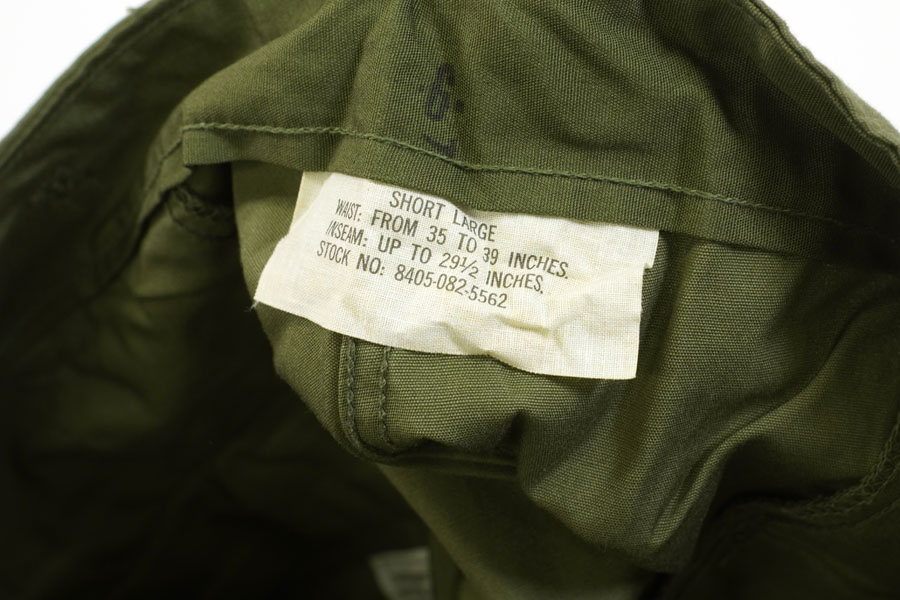 6-
SHORT LARGE
WAIST: FROM 35 TO 39 INCHES.
INSEAM: UP TO 29½ INCHES.
STOCK NO: 8405-082-5562